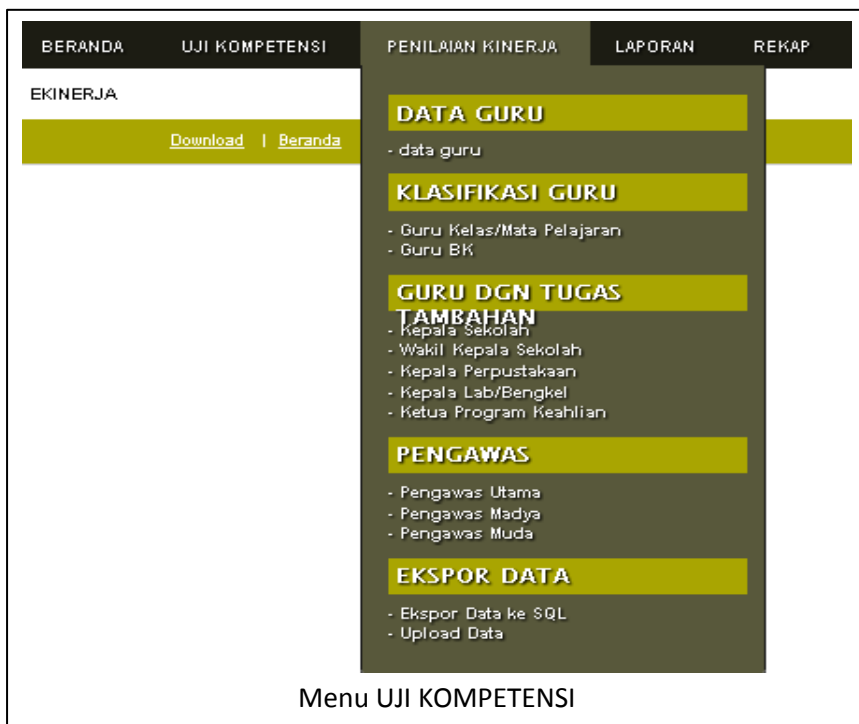 BERANDA UJI KOMPETENSI PENILAIAN KINERJA LAPORAN REKAP
EKINERJA
Download | Beranda
DATA GURU
- data guru
KLASIFIKASI GURU
- Guru Kelas/Mata Pelajaran
- Guru BK
GURU DGN TUGAS
TAMBAHAN
- Kepala Sekolah
- Wakil Kepala Sekolah
- Kepala Perpustakaan
- Kepala Lab/Bengkel
- Ketua Program Keahlian
PENGAWAS
- Pengawas Utama
- Pengawas Madya
- Pengawas Muda
EKSPOR DATA
- Ekspor Data ke SQL
- Upload Data
Menu UJI KOMPETENSI